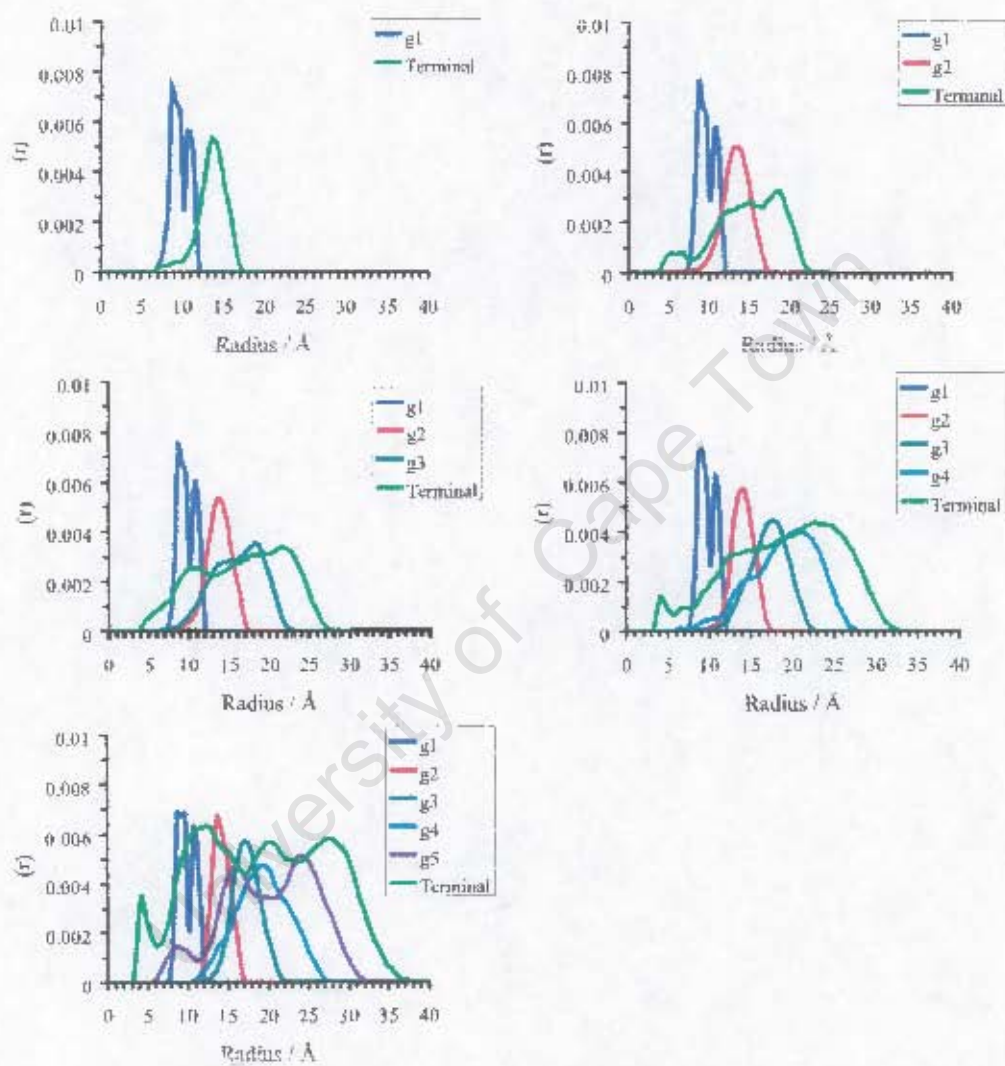 0.01
0.008
0.006
0.004
0.002
0
(r)
0 5 10 15 20 25 30 35 40
Radius / Å
g1
Terminal
0.01
0.008
0.006
0.004
0.002
0
(r)
0 5 10 15 20 25 30 35 40
Radius / Å
g1
g2
Terminal
0.01
0.008
0.006
0.004
0.002
0
(r)
0 5 10 15 20 25 30 35 40
Radius / Å
g1
g2
g3
Terminal
0.01
0.008
0.006
0.004
0.002
0
(r)
0 5 10 15 20 25 30 35 40
Radius / Å
g1
g2
g3
g4
Terminal
0.01
0.008
0.006
0.004
0.002
0
(r)
0 5 10 15 20 25 30 35 40
Radius / Å
g1
g2
g3
g4
g5
Terminal
University of Cape Town